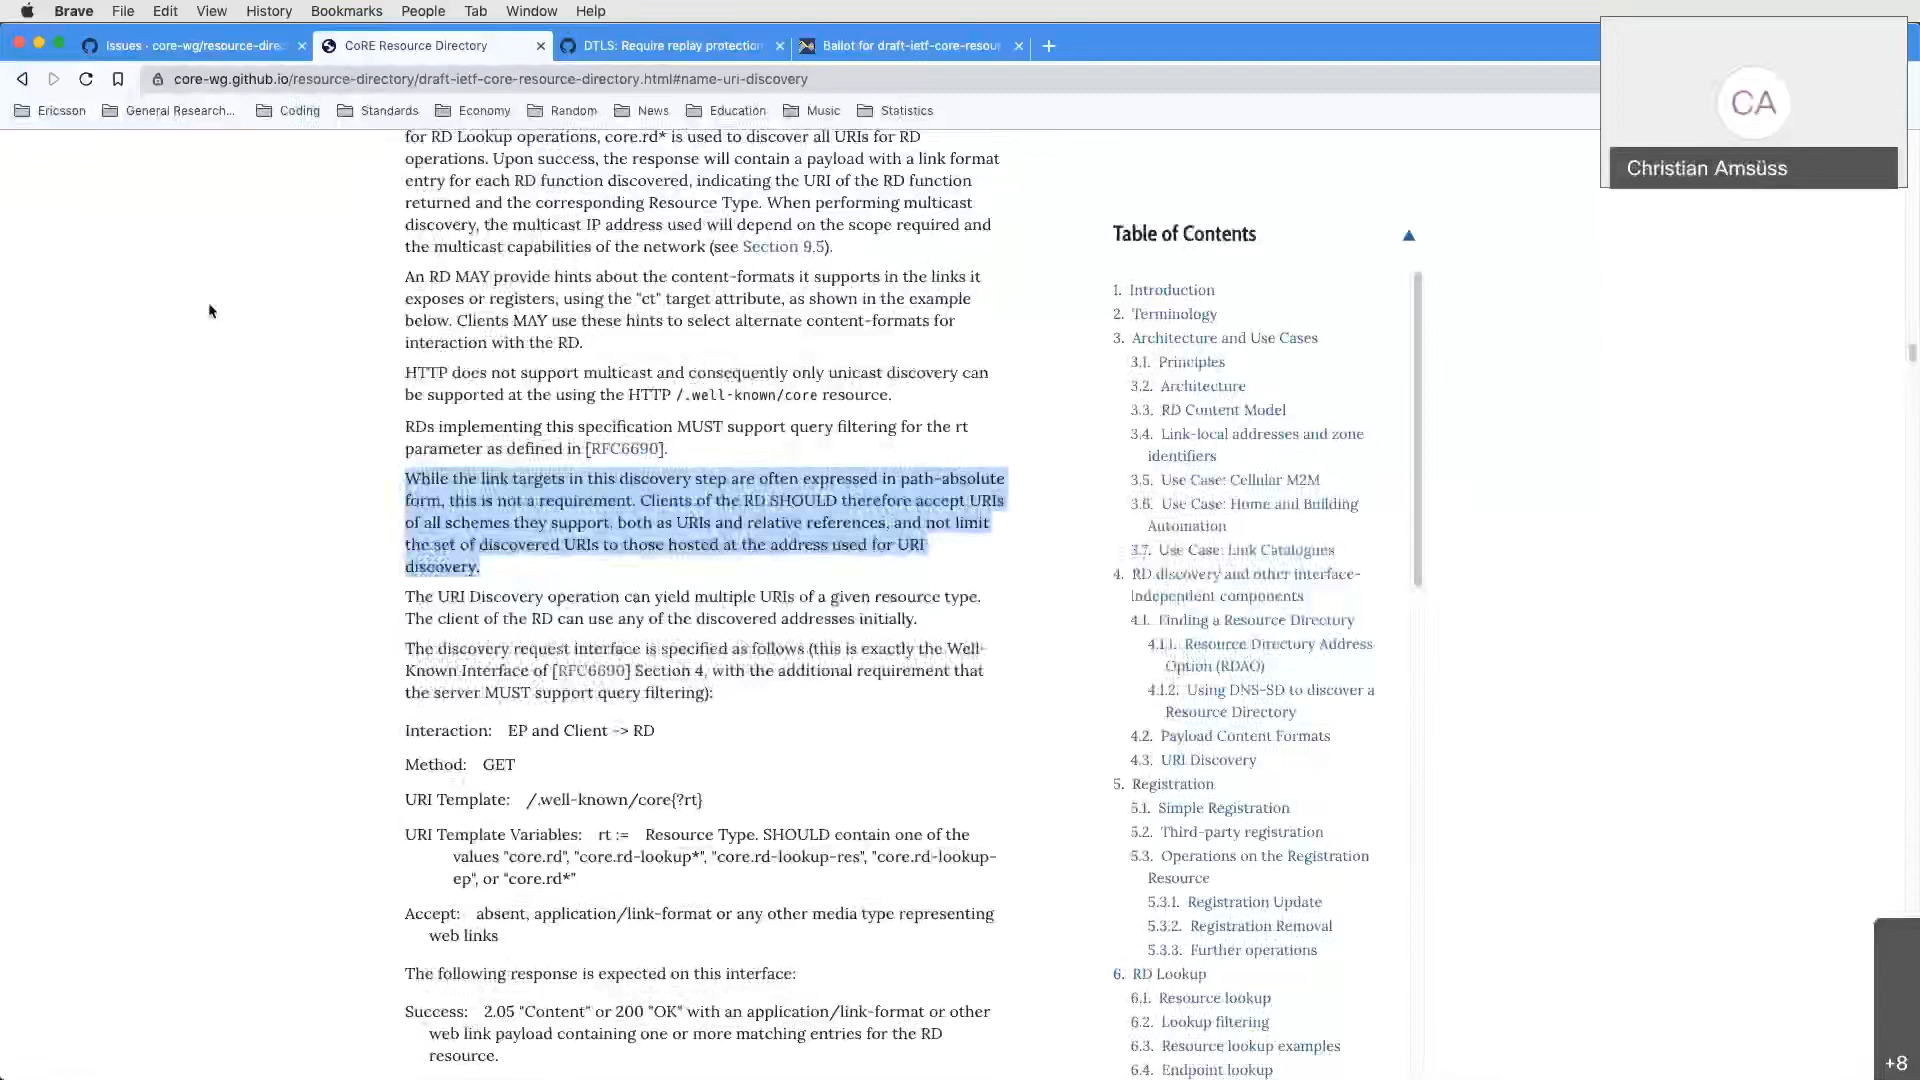 Brave File Edit View History Bookmarks People Tab Window Help
Issues · core-wg/resource-dire
CoRE Resource Directory
DTLS: Require replay protection
Ballot for draft-ietf-core-resou
core-wg.github.io/resource-directory/draft-ietf-core-resource-directory.html#name-uri-discovery
Ericsson General Research... Coding Standards Economy Random News Education Music Statistics
CA
Christian Amsüss
for RD Lookup operations, core.rd* is used to discover all URIs for RD
operations. Upon success, the response will contain a payload with a link format
entry for each RD function discovered, indicating the URI of the RD function
returned and the corresponding Resource Type. When performing multicast
discovery, the multicast IP address used will depend on the scope required and
the multicast capabilities of the network (see Section 9.5).
An RD MAY provide hints about the content-formats it supports in the links it
exposes or registers, using the "ct" target attribute, as shown in the example
below. Clients MAY use these hints to select alternate content-formats for
interaction with the RD.
HTTP does not support multicast and consequently only unicast discovery can
be supported at the using the HTTP /.well-known/core resource.
RDs implementing this specification MUST support query filtering for the rt
parameter as defined in [RFC6690].
While the link targets in this discovery step are often expressed in path-absolute
form, this is not a requirement. Clients of the RD SHOULD therefore accept URIs
of all schemes they support, both as URIs and relative references, and not limit
the set of discovered URIs to those hosted at the address used for URI
discovery.
The URI Discovery operation can yield multiple URIs of a given resource type.
The client of the RD can use any of the discovered addresses initially.
The discovery request interface is specified as follows (this is exactly the Well-
Known Interface of [RFC6690] Section 4, with the additional requirement that
the server MUST support query filtering):
Interaction: EP and Client -> RD
Method: GET
URI Template: /.well-known/core{?rt}
URI Template Variables: rt := Resource Type. SHOULD contain one of the
values "core.rd", "core.rd-lookup*", "core.rd-lookup-res", "core.rd-lookup-
ep", or "core.rd*"
Accept: absent, application/link-format or any other media type representing
web links
The following response is expected on this interface:
Success: 2.05 "Content" or 200 "OK" with an application/link-format or other
web link payload containing one or more matching entries for the RD
resource.
Table of Contents
1. Introduction
2. Terminology
3. Architecture and Use Cases
3.1. Principles
3.2. Architecture
3.3. RD Content Model
3.4. Link-local addresses and zone
identifiers
3.5. Use Case: Cellular M2M
3.6. Use Case: Home and Building
Automation
3.7. Use Case: Link Catalogues
4. RD discovery and other interface-
independent components
4.1. Finding a Resource Directory
4.1.1. Resource Directory Address
Option (RDAO)
4.1.2. Using DNS-SD to discover a
Resource Directory
4.2. Payload Content Formats
4.3. URI Discovery
5. Registration
5.1. Simple Registration
5.2. Third-party registration
5.3. Operations on the Registration
Resource
5.3.1. Registration Update
5.3.2. Registration Removal
5.3.3. Further operations
6. RD Lookup
6.1. Resource lookup
6.2. Lookup filtering
6.3. Resource lookup examples
6.4. Endpoint lookup
+8